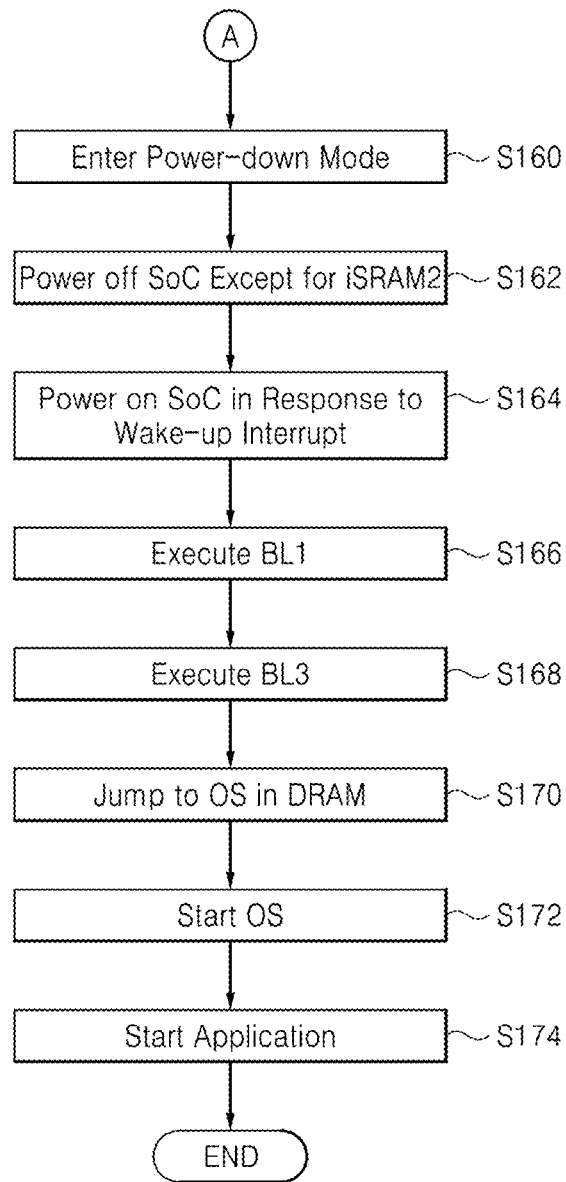 A
Enter Power-down Mode S160
Power off SoC Except for iSRAM2 S162
Power on SoC in Response to S164
Wake-up Interrupt
Execute BL1 S166
Execute BL3 S168
Jump to OS in DRAM S170
Start OS S172
Start Application S174
END